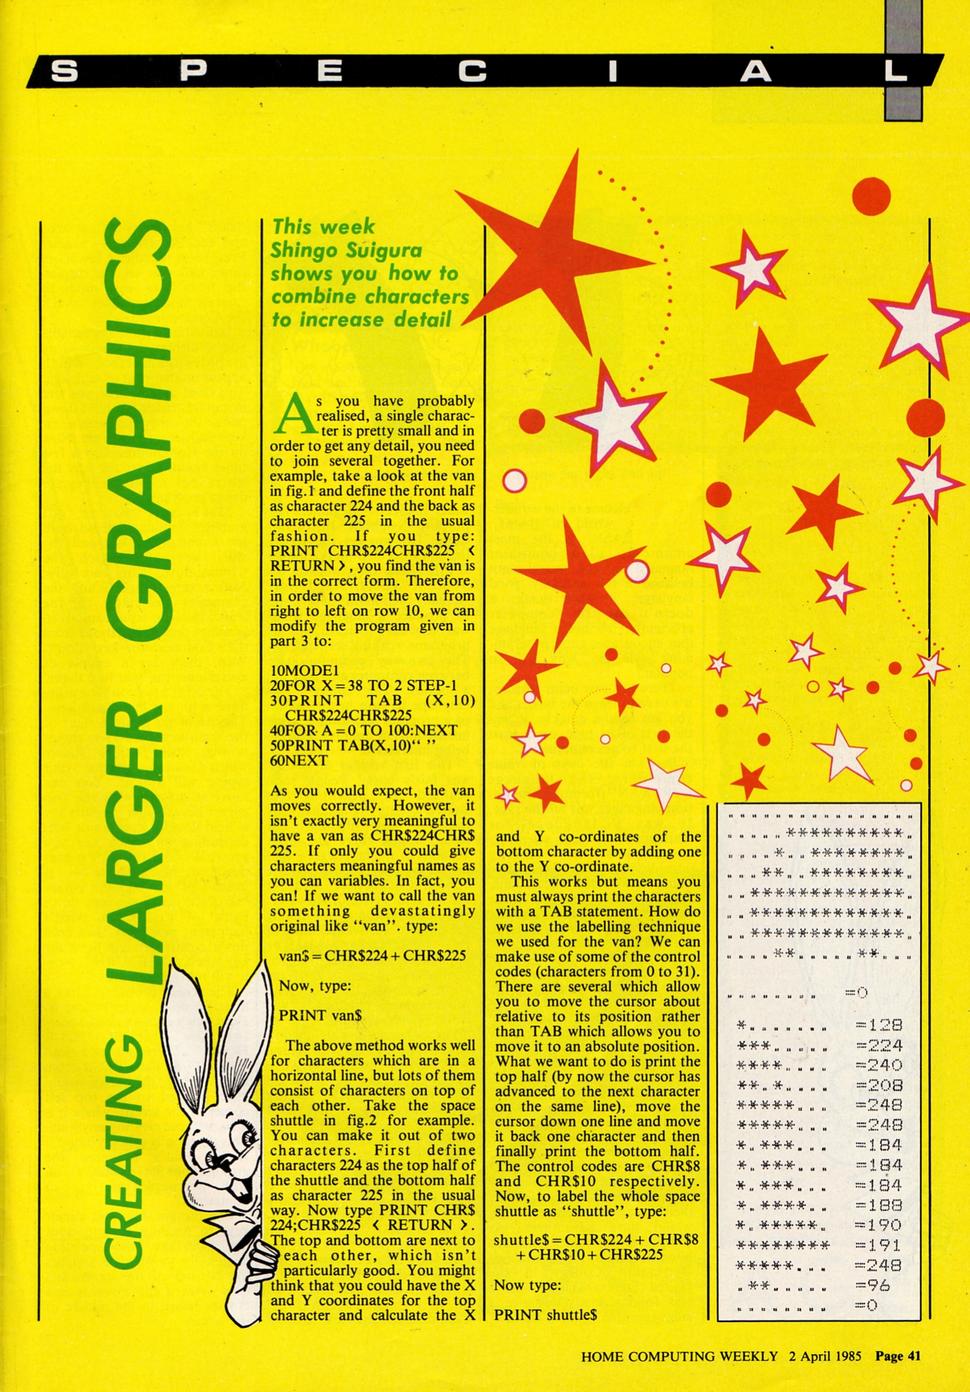 SPECIAL
CREATING LARGER GRAPHICS
This week
Shingo Suigura
shows you how to
combine characters
to increase detail
As you have probably
realised, a single charac-
ter is pretty small and in
order to get any detail, you need
to join several together. For
example, take a look at the van
in fig.1 and define the front half
as character 224 and the back as
character 225 in the usual
fashion. If you type:
PRINT CHR$224CHR$225 <
RETURN >, you find the van is
in the correct form. Therefore,
in order to move the van from
right to left on row 10, we can
modify the program given in
part 3 to:
10MODE1
20FOR X=38 TO 2 STEP-1
30PRINT TAB (X,10)
CHR$224CHR$225
40FOR A=0 TO 100:NEXT
50PRINT TAB(X,10)“ ”
60NEXT
As you would expect, the van
moves correctly. However, it
isn't exactly very meaningful to
have a van as CHR$224CHR$
225. If only you could give
characters meaningful names as
you can variables. In fact, you
can! If we want to call the van
something devastatingly
original like “van”. type:
van$=CHR$224+CHR$225
Now, type:
PRINT van$
The above method works well
for characters which are in a
horizontal line, but lots of them
consist of characters on top of
each other. Take the space
shuttle in fig.2 for example.
You can make it out of two
characters. First define
characters 224 as the top half of
the shuttle and the bottom half
as character 225 in the usual
way. Now type PRINT CHR$
224;CHR$225 < RETURN >.
The top and bottom are next to
each other, which isn't
particularly good. You might
think that you could have the X
and Y coordinates for the top
character and calculate the X
and Y co-ordinates of the
bottom character by adding one
to the Y co-ordinate.
This works but means you
must always print the characters
with a TAB statement. How do
we use the labelling technique
we used for the van? We can
make use of some of the control
codes (characters from 0 to 31).
There are several which allow
you to move the cursor about
relative to its position rather
than TAB which allows you to
move it to an absolute position.
What we want to do is print the
top half (by now the cursor has
advanced to the next character
on the same line), move the
cursor down one line and move
it back one character and then
finally print the bottom half.
The control codes are CHR$8
and CHR$10 respectively.
Now, to label the whole space
shuttle as “shuttle”, type:
shuttle$=CHR$224+CHR$8
+CHR$10+CHR$225
Now type:
PRINT shuttle$
................
.....**********.
....*..********.
...**..********.
..*************.
..*************.
..*************.
....**.....**...
........ =0
*....... =128
***..... =224
****.... =240
**.*.... =208
*****... =248
*****... =248
*.***... =184
*.***... =184
*.***... =184
*.****.. =188
*.*****. =190
******** =191
*****... =248
.**..... =96
........ =0
HOME COMPUTING WEEKLY 2 April 1985 Page 41